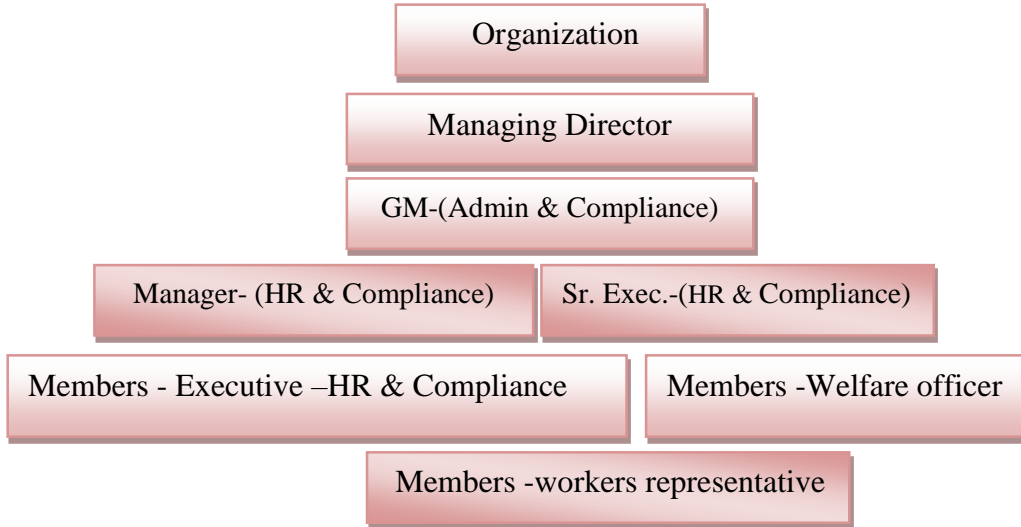 Organization
Managing Director
GM-(Admin & Compliance)
Manager- (HR & Compliance)
Sr. Exec.-(HR & Compliance)
Members - Executive –HR & Compliance
Members -Welfare officer
Members -workers representative